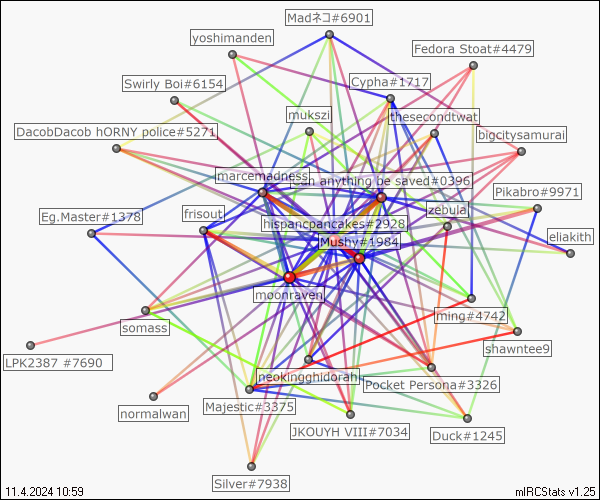 Madネコ#6901
yoshimanden
Fedora Stoat#4479
Swirly Boi#6154
Cypha#1717
mukszi
thesecondtwat
DacobDacob hORNY police#5271
bigcitysamurai
marcemadness
an anything be saved#0396
Pikabro#9971
Eg.Master#1378
frisout
zebula
hispancpancakes#2928
eliakith
Mushy#1984
moonraven
ming#4742
somass
shawntee9
LPK2387 #7690
neokingghidorah
Pocket Persona#3326
normalwan
Majestic#3375
JKOUYH VIII#7034
Duck#1245
Silver#7938
11.4.2024 10:59
mIRCStats v1.25